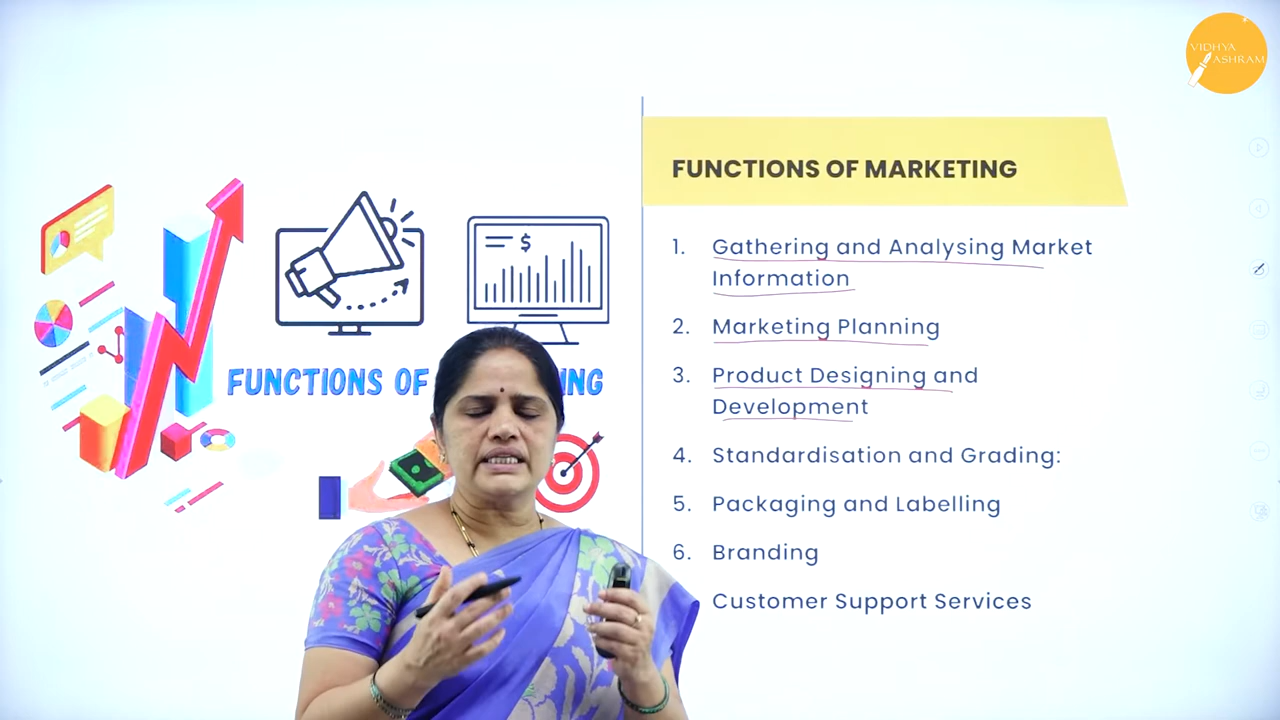 VIDHYA
ASHRAM
FUNCTIONS OF MARKETING
1. Gathering and Analysing Market
Information
2. Marketing Planning
$
3. Product Designing and
Development
FUNCTIONS OF
ING
4. Standardisation and Grading:
5. Packaging and Labelling
6. Branding
Customer Support Services